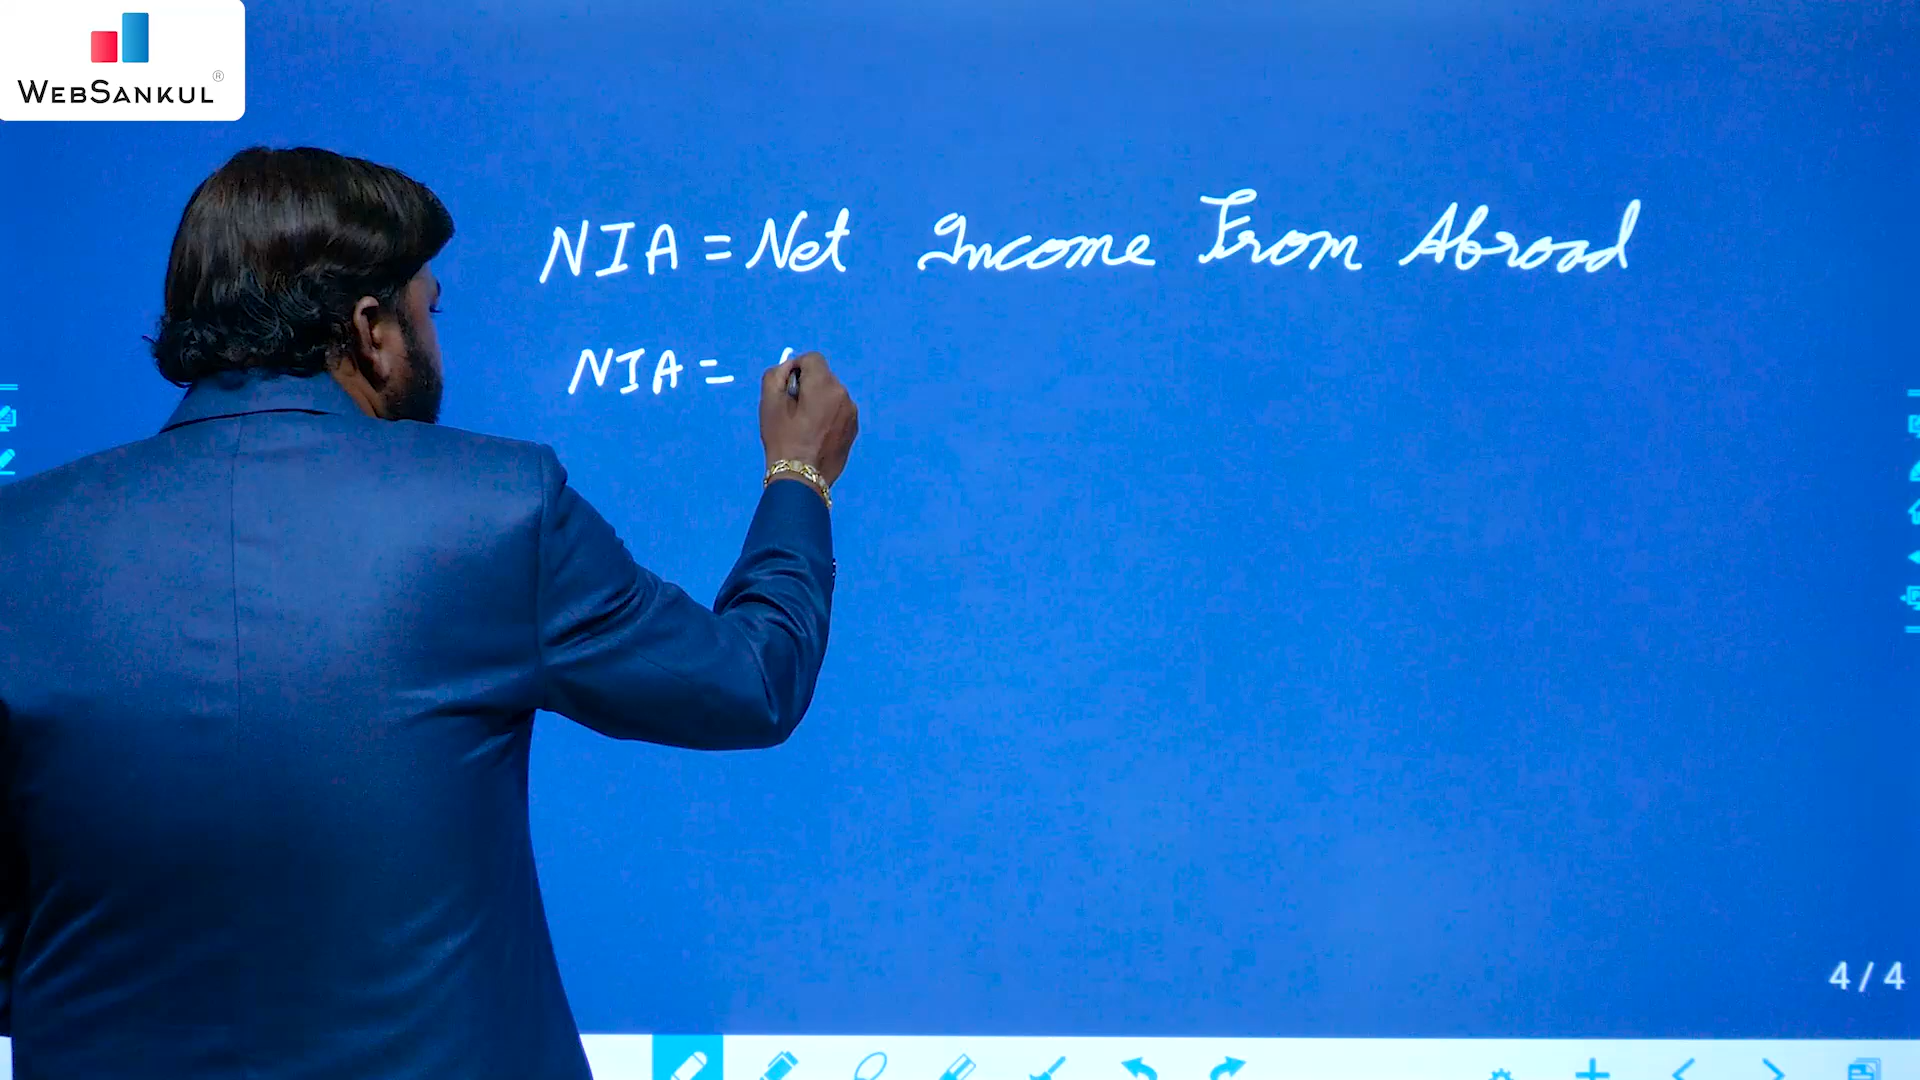 WEBSANKUL®
NIA = Net Income From Abroad
NIA =
4/4